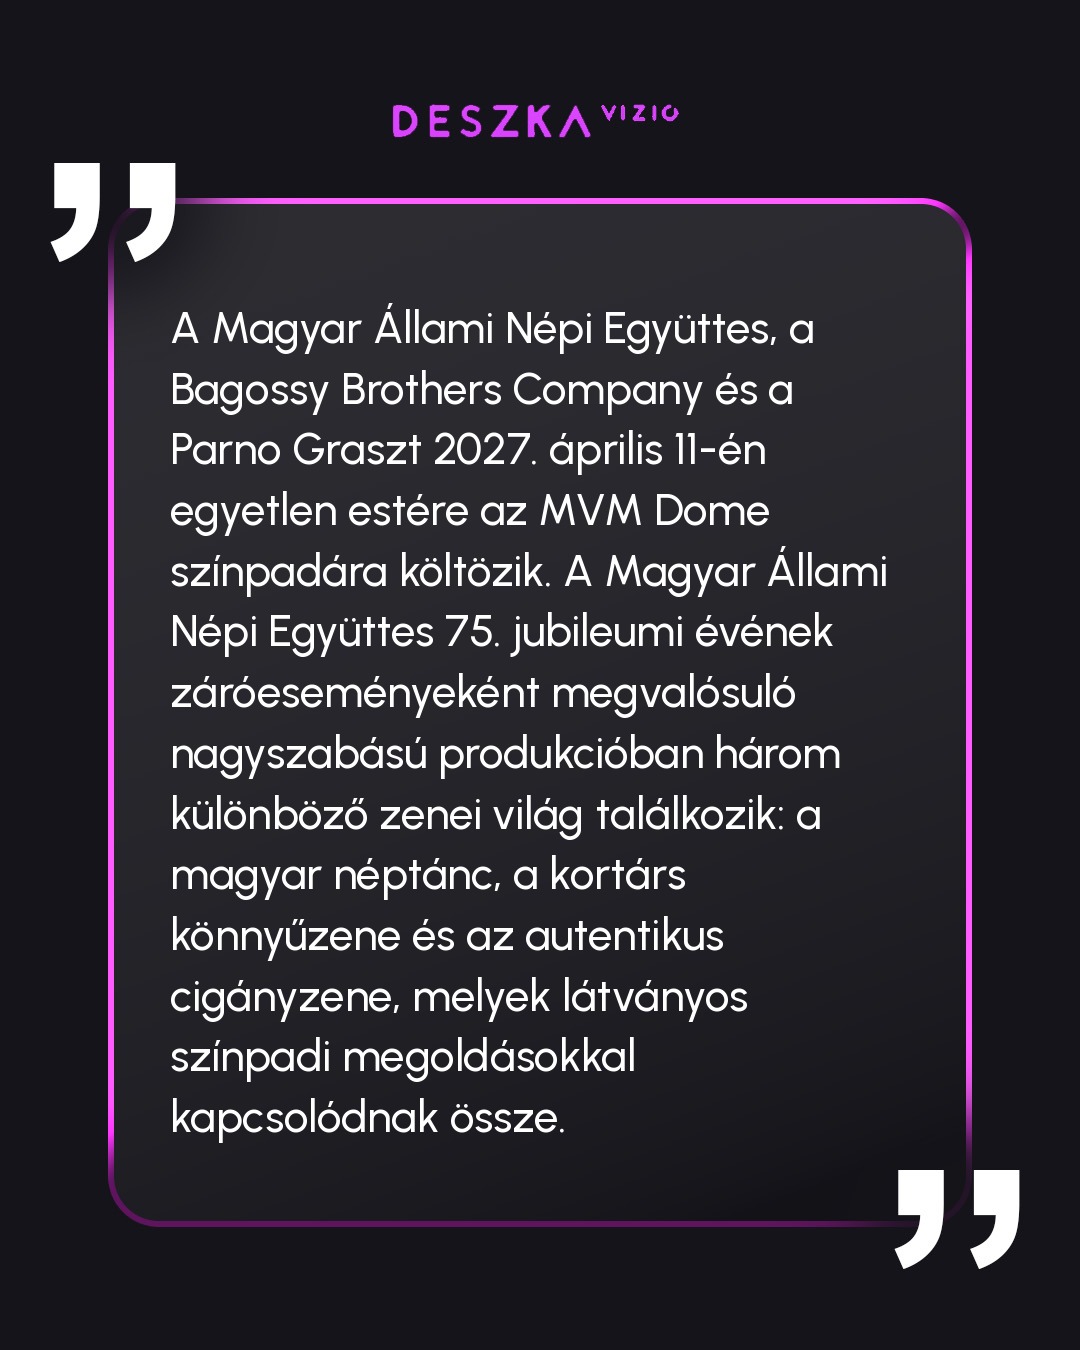 DESZKA VIZIO
”
A Magyar Állami Népi Együttes, a
Bagossy Brothers Company és a
Parno Graszt 2027. április 11-én
egyetlen estére az MVM Dome
színpadára költözik. A Magyar Állami
Népi Együttes 75. jubileumi évének
záróeseményeként megvalósuló
nagyszabású produkcióban három
különböző zenei világ találkozik: a
magyar néptánc, a kortárs
könnyűzene és az autentikus
cigányzene, melyek látványos
színpadi megoldásokkal
kapcsolódnak össze.
”